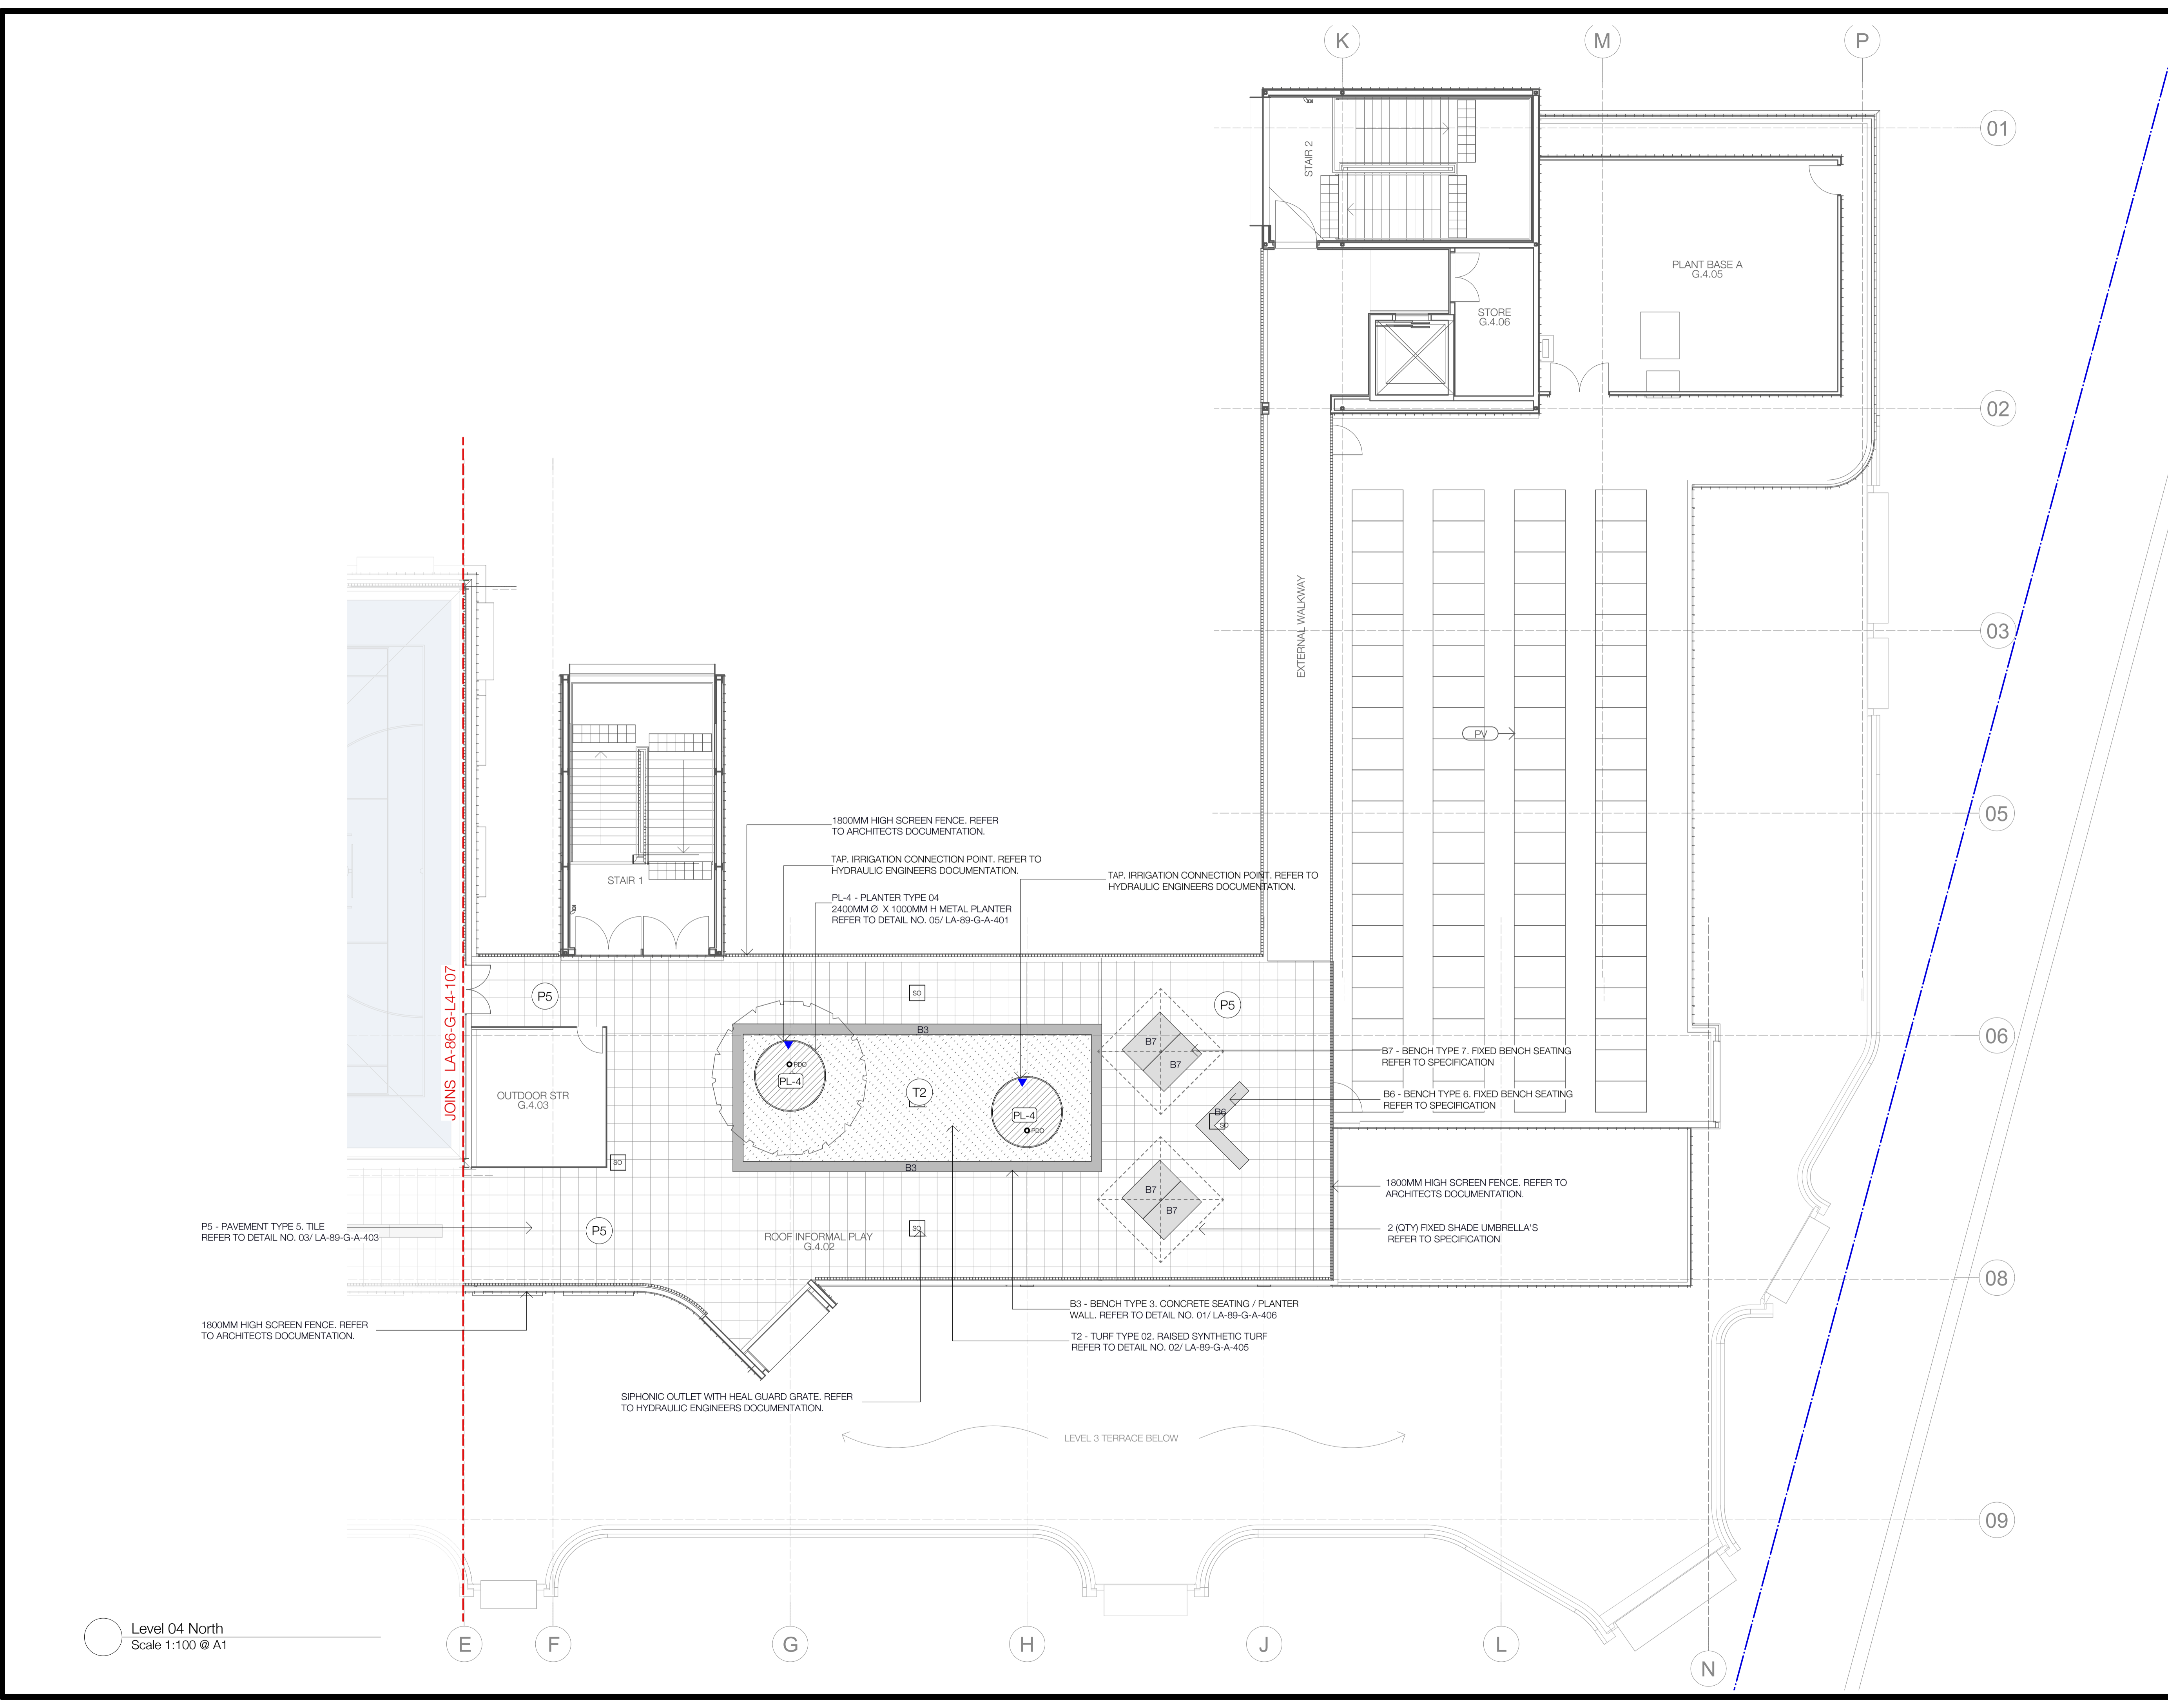 K
M
P
01
STAIR 2
PLANT BASE A
G.4.05
STORE
G.4.06
02
EXTERNAL WALKWAY
03
PV
05
1800MM HIGH SCREEN FENCE. REFER
TO ARCHITECTS DOCUMENTATION.
TAP. IRRIGATION CONNECTION POINT. REFER TO
HYDRAULIC ENGINEERS DOCUMENTATION.
TAP. IRRIGATION CONNECTION POINT. REFER TO
HYDRAULIC ENGINEERS DOCUMENTATION.
STAIR 1
PL-4 - PLANTER TYPE 04
2400MM Ø X 1000MM H METAL PLANTER
REFER TO DETAIL NO. 05/ LA-89-G-A-401
JOINS LA-86-G-L4-107
P5
SO
P5
B3
06
B7
B7
B7 - BENCH TYPE 7. FIXED BENCH SEATING
REFER TO SPECIFICATION
PDO
PL-4
T2
OUTDOOR STR
G.4.03
B6 - BENCH TYPE 6. FIXED BENCH SEATING
REFER TO SPECIFICATION
PL-4
PDO
B6
SO
SO
B3
B7
B7
1800MM HIGH SCREEN FENCE. REFER TO
ARCHITECTS DOCUMENTATION.
P5 - PAVEMENT TYPE 5. TILE
REFER TO DETAIL NO. 03/ LA-89-G-A-403
P5
SO
ROOF INFORMAL PLAY
G.4.02
2 (QTY) FIXED SHADE UMBRELLA'S
REFER TO SPECIFICATION
08
1800MM HIGH SCREEN FENCE. REFER
TO ARCHITECTS DOCUMENTATION.
B3 - BENCH TYPE 3. CONCRETE SEATING / PLANTER
WALL. REFER TO DETAIL NO. 01/ LA-89-G-A-406
T2 - TURF TYPE 02. RAISED SYNTHETIC TURF
REFER TO DETAIL NO. 02/ LA-89-G-A-405
SIPHONIC OUTLET WITH HEAL GUARD GRATE. REFER
TO HYDRAULIC ENGINEERS DOCUMENTATION.
LEVEL 3 TERRACE BELOW
09
Level 04 North
Scale 1:100 @ A1
E
F
G
H
J
L
N